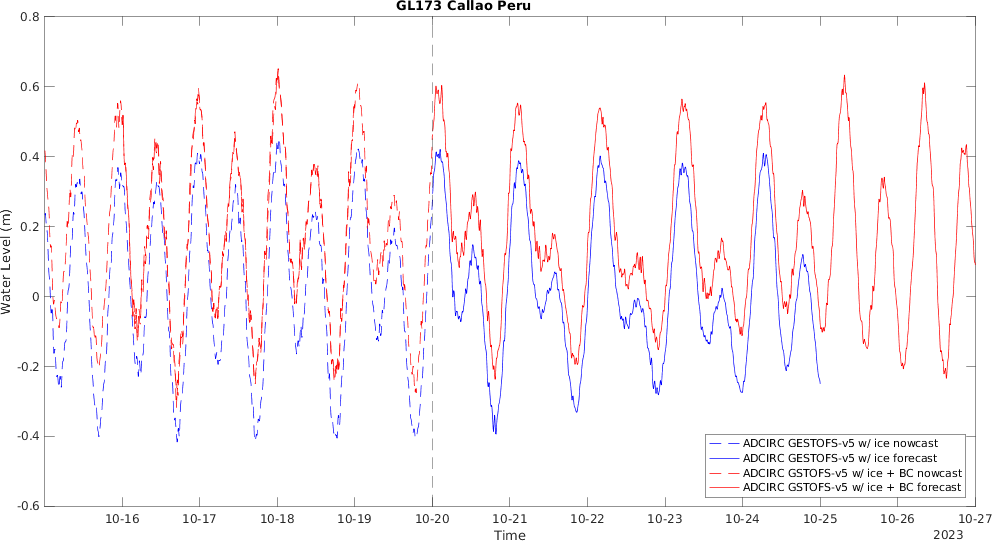 GL173 Callao Peru
Water Level (m)
0.8
0.6
0.4
0.2
0
-0.2
-0.4
-0.6
ADCIRC GESTOFS-v5 w/ ice nowcast
ADCIRC GESTOFS-v5 w/ ice forecast
ADCIRC GSTOFS-v5 w/ ice + BC nowcast
ADCIRC GSTOFS-v5 w/ ice + BC forecast
10-16 10-17 10-18 10-19 10-20 10-21 10-22 10-23 10-24 10-25 10-26 10-27
Time
2023